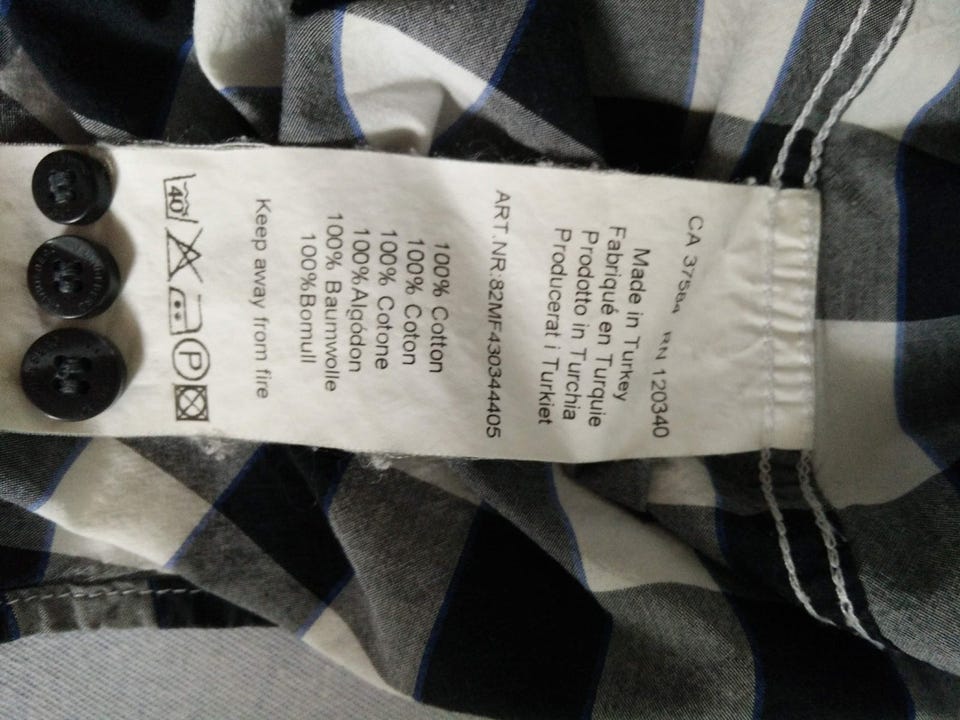 CA RN 120340
Made in Turkey
Fabriqué en Turquie
Prodotto in Turchia
Producerat i Turkiet
ART.NR:82MF430344405
100% Cotton
100% Coton
100% Cotone
100%Algódon
100% Baumwolle
100%Bomull
Keep away from fire
40 P